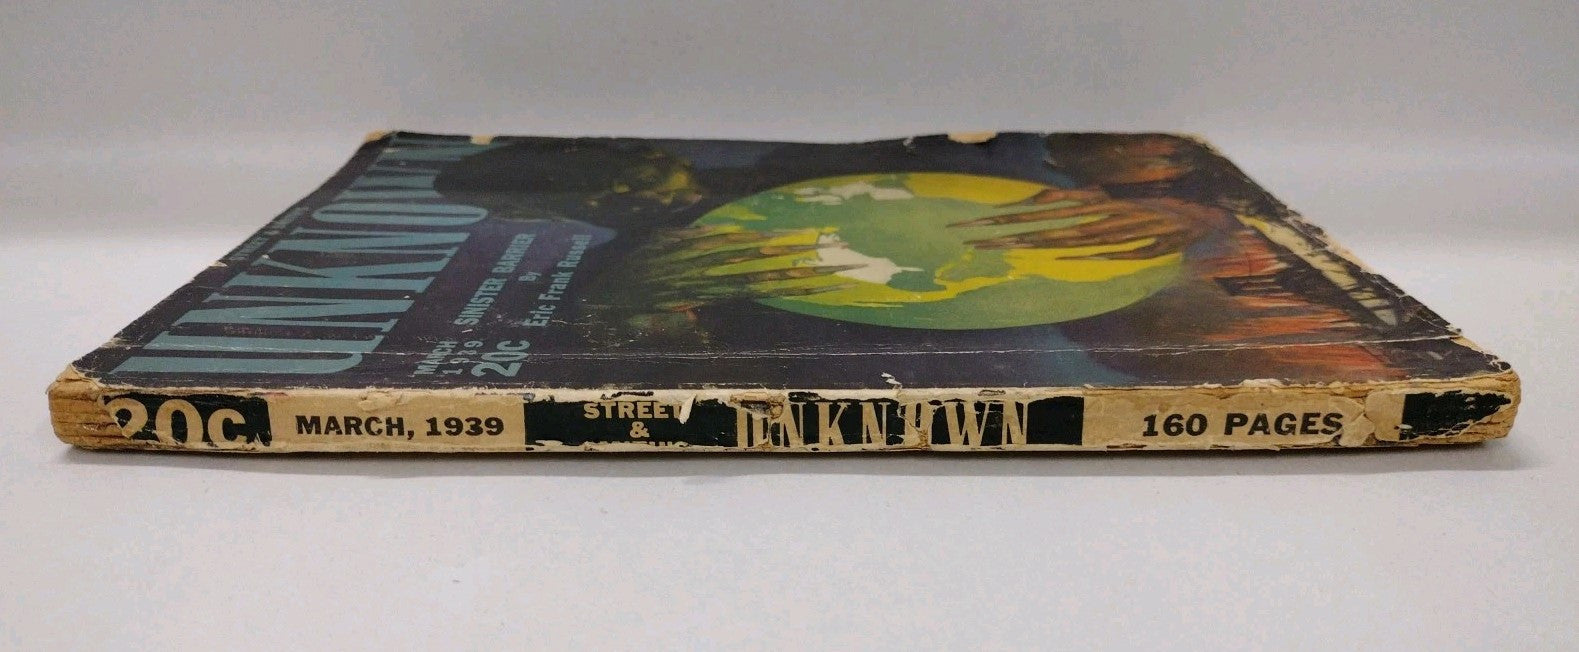 UNKNOWN
MARCH
1939
20c
SINISTER BARRIER
By
Eric Frank Russell
20c
MARCH, 1939
STREET
&
UNKNOWN
160 PAGES